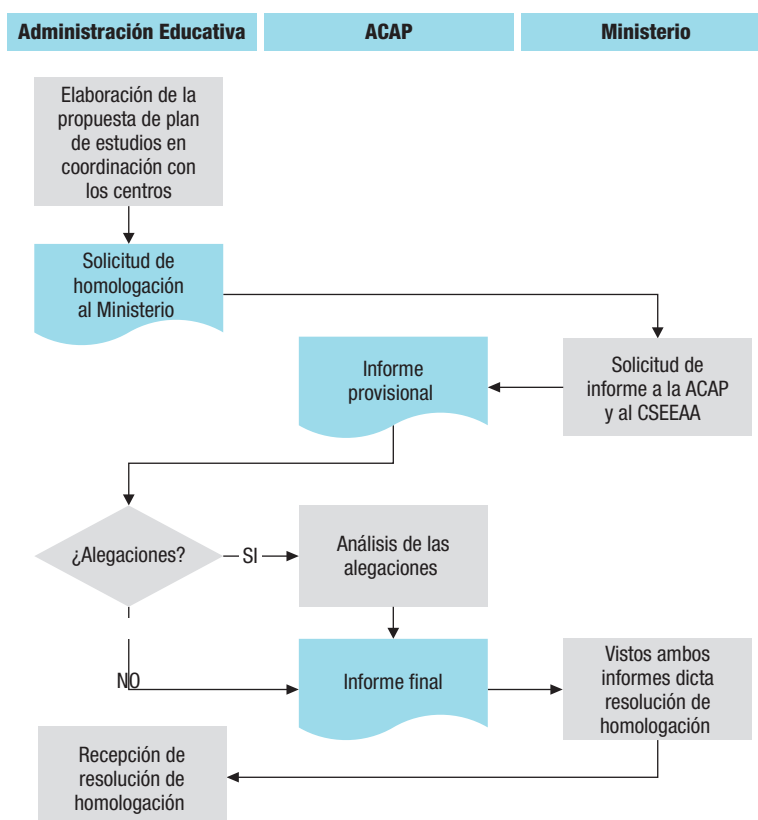 Administración Educativa
ACAP
Ministerio
Elaboración de la
propuesta de plan
de estudios en
coordinación con
los centros
Solicitud de
homologación
al Ministerio
Informe
provisional
Solicitud de
informe a la ACAP
y al CSEEAA
¿Alegaciones?
SI
Análisis de las
alegaciones
NO
Informe final
Vistos ambos
informes dicta
resolución de
homologación
Recepción de
resolución de
homologación